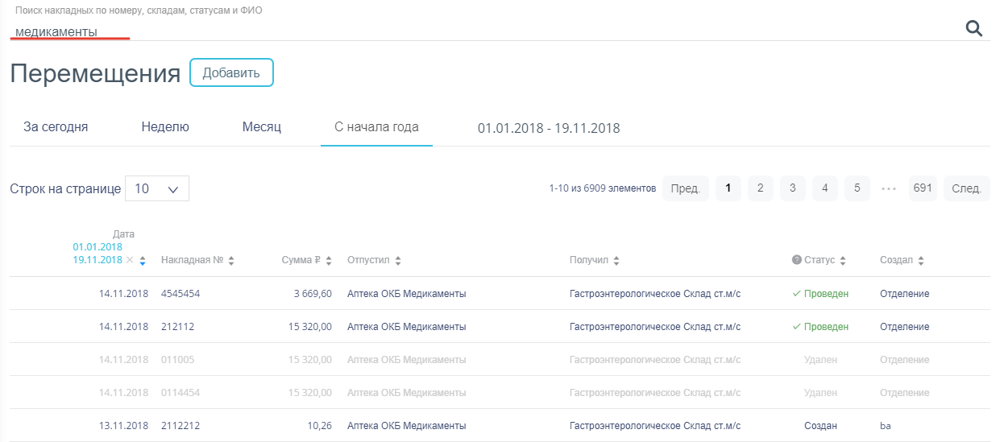 Поиск накладных по номеру, складам, статусам и ФИО
медикаменты
Перемещения Добавить
За сегодня Неделю Месяц С начала года 01.01.2018 - 19.11.2018
Строк на странице 10 1-10 из 6909 элементов Пред. 1 2 3 4 5 ••• 691 След.
Дата
01.01.2018
19.11.2018 × Накладная № Сумма ₽ Отпустил Получил ? Статус Создал
14.11.2018 4545454 3 669,60 Аптека ОКБ Медикаменты Гастроэнтерологическое Склад ст.м/с ✓ Проведен Отделение
14.11.2018 212112 15 320,00 Аптека ОКБ Медикаменты Гастроэнтерологическое Склад ст.м/с ✓ Проведен Отделение
14.11.2018 011005 15 320,00 Аптека ОКБ Медикаменты Гастроэнтерологическое Склад ст.м/с Удален Отделение
14.11.2018 0114454 15 320,00 Аптека ОКБ Медикаменты Гастроэнтерологическое Склад ст.м/с Удален Отделение
13.11.2018 2112212 10,26 Аптека ОКБ Медикаменты Гастроэнтерологическое Склад ст.м/с Создан ba